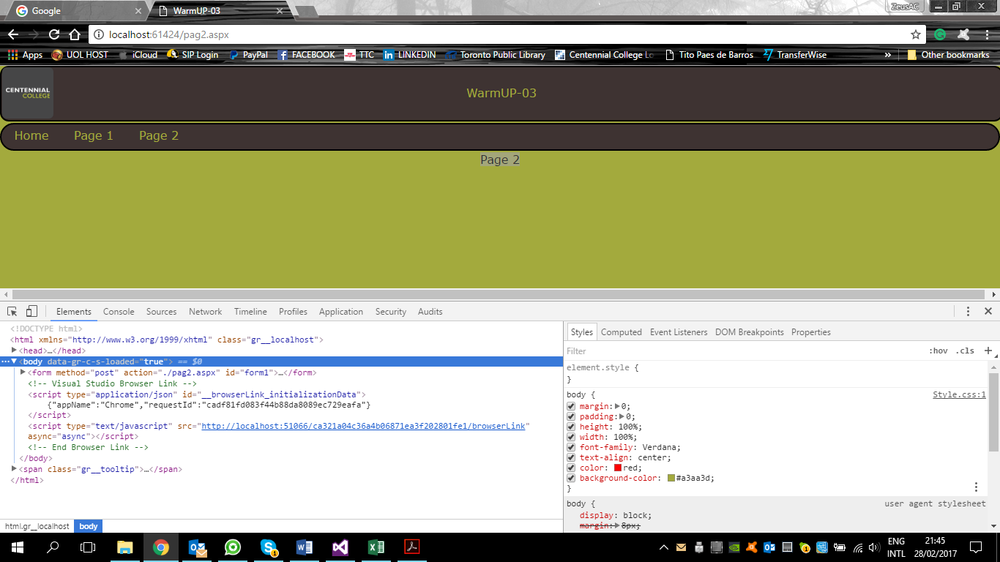 Google
WarmUP-03
ZeusAC
localhost:61424/pag2.aspx
Apps UOL HOST iCloud SIP Login PayPal FACEBOOK TTC LINKEDIN Toronto Public Library Centennial College Lo Tito Paes de Barros TransferWise » Other bookmarks
CENTENNIAL
COLLEGE
WarmUP-03
Home Page 1 Page 2
Page 2
Elements Console Sources Network Timeline Profiles Application Security Audits
<!DOCTYPE html>
<html xmlns="http://www.w3.org/1999/xhtml" class="gr__localhost">
<head>…</head>
<body data-gr-c-s-loaded="true"> == $0
<form method="post" action="./pag2.aspx" id="form1">…</form>
<!-- Visual Studio Browser Link -->
<script type="application/json" id="__browserLink_initializationData">
{"appName":"Chrome","requestId":"cadf81fd083f44b88da8089ec729eafa"}
</script>
<script type="text/javascript" src="http://localhost:51066/ca321a04c36a4b06871ea3f202801fe1/browserLink"
async="async"></script>
<!-- End Browser Link -->
</body>
<span class="gr__tooltip">…</span>
</html>
html.gr__localhost body
Styles Computed Event Listeners DOM Breakpoints Properties
Filter :hov .cls +
element.style {
}
body { Style.css:1
margin: 0;
padding: 0;
height: 100%;
width: 100%;
font-family: Verdana;
text-align: center;
color: red;
background-color: #a3aa3d;
}
body { user agent stylesheet
display: block;
margin: 8px;
ENG
INTL
21:45
28/02/2017